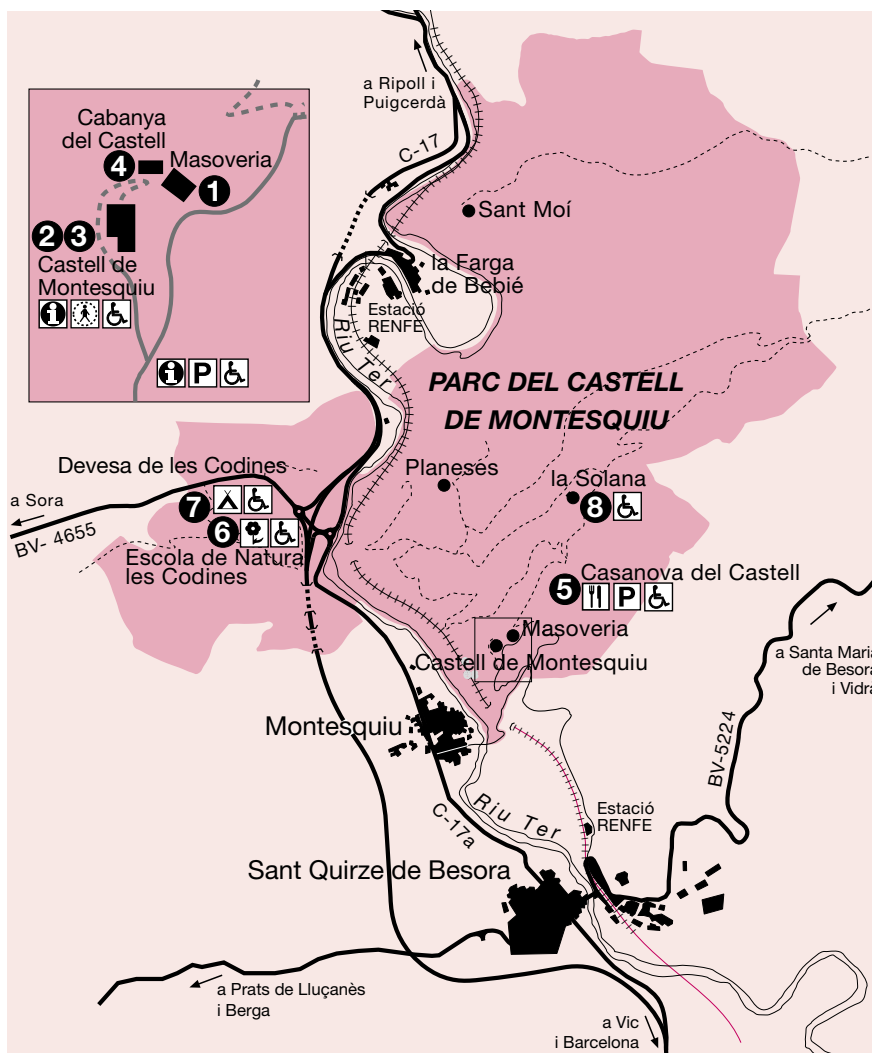 a Ripoll i
Puigcerdà
C-17
Cabanya
del Castell
4
Masoveria
1
2 3
Castell de
Montesquiu
i
i P
Sant Moí
la Farga
de Bebié
Estació
RENFE
Riu Ter
PARC DEL CASTELL
DE MONTESQUIU
Devesa de les Codines
7
a Sora
BV- 4655
6
Escola de Natura
les Codines
Planeses
la Solana
8
Casanova del Castell
5
P
Masoveria
Castell de Montesquiu
a Santa Maria
de Besora
i Vidrà
BV-5224
Montesquiu
C-17a
Riu Ter
Estació
RENFE
Sant Quirze de Besora
a Prats de Lluçanès
i Berga
a Vic
i Barcelona